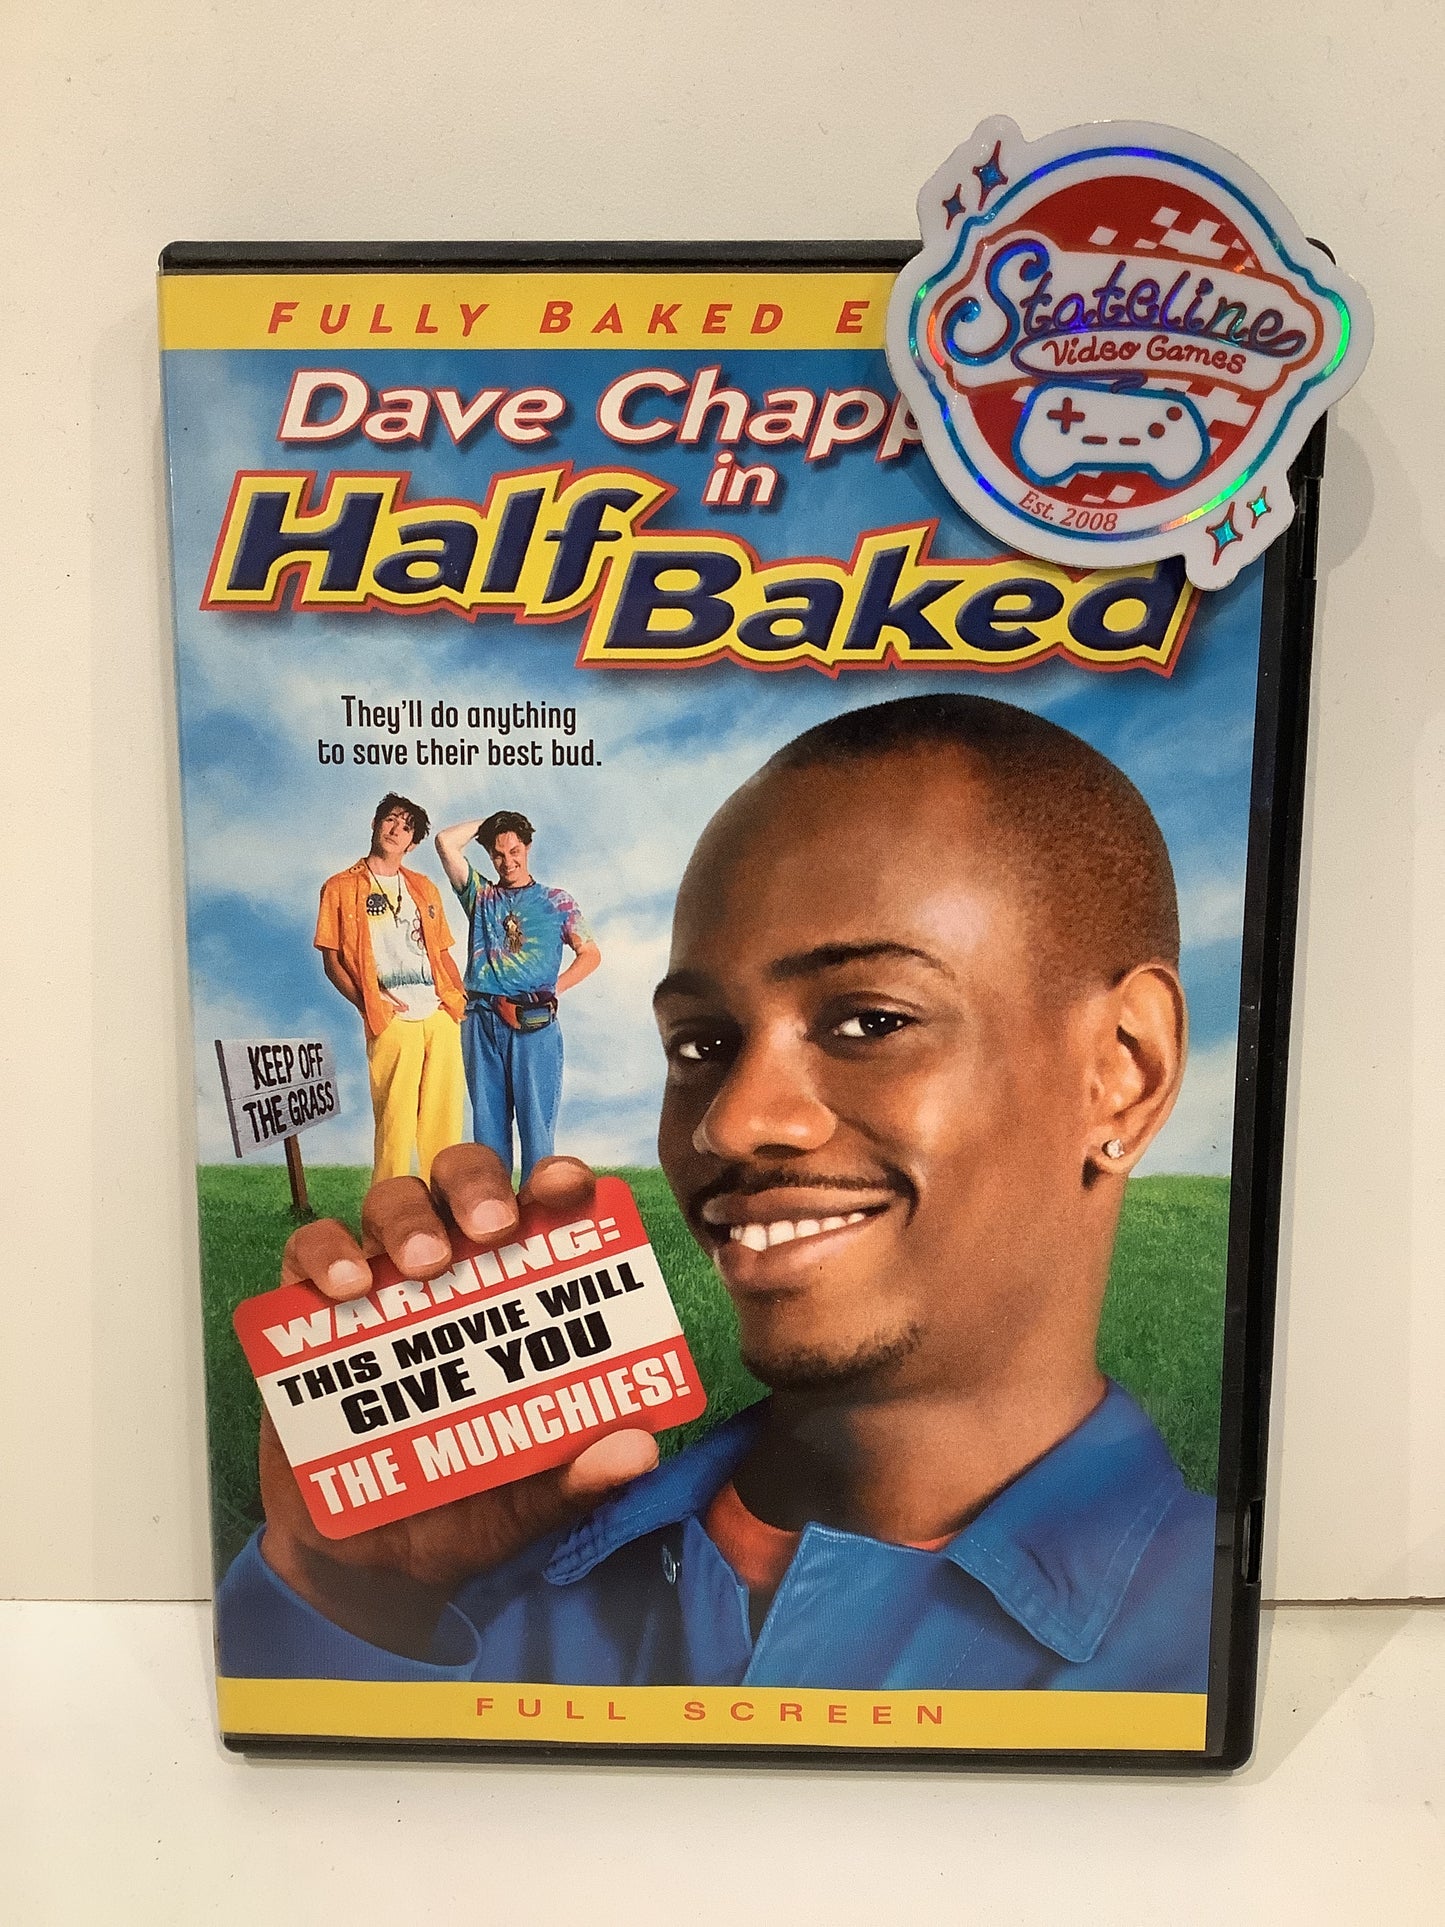 FULLY BAKED E
Dave Chapp
in
Half Baked
They'll do anything
to save their best bud.
KEEP OFF
THE GRASS
WARNING:
THIS MOVIE WILL
GIVE YOU
THE MUNCHIES!
FULL SCREEN
Stateline
Video Games
Est. 2008